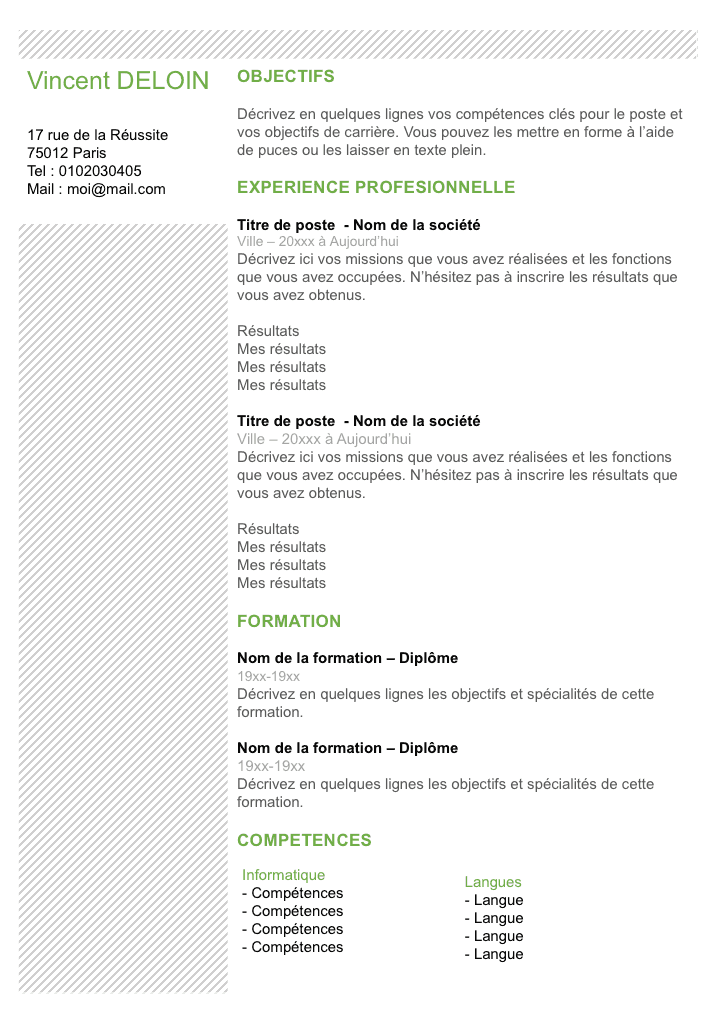 Vincent DELOIN
17 rue de la Réussite
75012 Paris
Tel : 0102030405
Mail : moi@mail.com
OBJECTIFS
Décrivez en quelques lignes vos compétences clés pour le poste et
vos objectifs de carrière. Vous pouvez les mettre en forme à l’aide
de puces ou les laisser en texte plein.
EXPERIENCE PROFESIONNELLE
Titre de poste  - Nom de la société
Ville – 20xxx à Aujourd’hui
Décrivez ici vos missions que vous avez réalisées et les fonctions
que vous avez occupées. N’hésitez pas à inscrire les résultats que
vous avez obtenus.
Résultats
Mes résultats
Mes résultats
Mes résultats
Titre de poste  - Nom de la société
Ville – 20xxx à Aujourd’hui
Décrivez ici vos missions que vous avez réalisées et les fonctions
que vous avez occupées. N’hésitez pas à inscrire les résultats que
vous avez obtenus.
Résultats
Mes résultats
Mes résultats
Mes résultats
FORMATION
Nom de la formation – Diplôme
19xx-19xx
Décrivez en quelques lignes les objectifs et spécialités de cette
formation.
Nom de la formation – Diplôme
19xx-19xx
Décrivez en quelques lignes les objectifs et spécialités de cette
formation.
COMPETENCES
Informatique
- Compétences
- Compétences
- Compétences
- Compétences
Langues
- Langue
- Langue
- Langue
- Langue